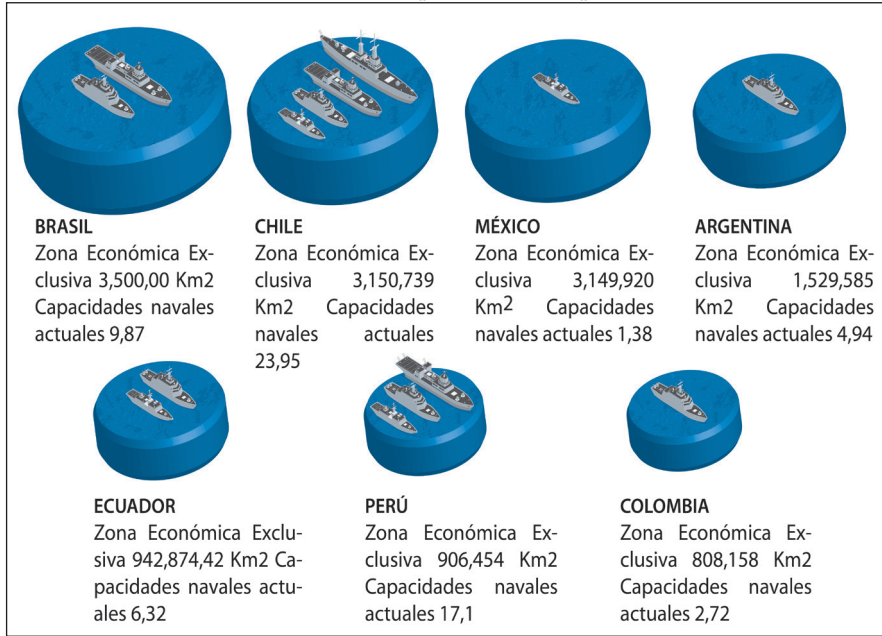 BRASIL
Zona Económica Ex-
clusiva 3,500,00 Km2
Capacidades navales
actuales 9,87
CHILE
Zona Económica Ex-
clusiva 3,150,739
Km2 Capacidades
navales actuales
23,95
MÉXICO
Zona Económica Ex-
clusiva 3,149,920
Km2 Capacidades
navales actuales 1,38
ARGENTINA
Zona Económica Ex-
clusiva 1,529,585
Km2 Capacidades
navales actuales 4,94
ECUADOR
Zona Económica Exclu-
siva 942,874,42 Km2 Ca-
pacidades navales actu-
ales 6,32
PERÚ
Zona Económica Ex-
clusiva 906,454 Km2
Capacidades navales
actuales 17,1
COLOMBIA
Zona Económica Ex-
clusiva 808,158 Km2
Capacidades navales
actuales 2,72